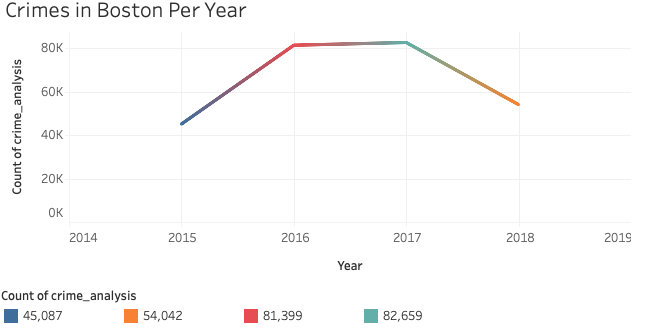 Crimes in Boston Per Year
80K
60K
40K
20K
0K
Count of crime_analysis
2014 2015 2016 2017 2018 2019
Year
Count of crime_analysis
45,087 54,042 81,399 82,659